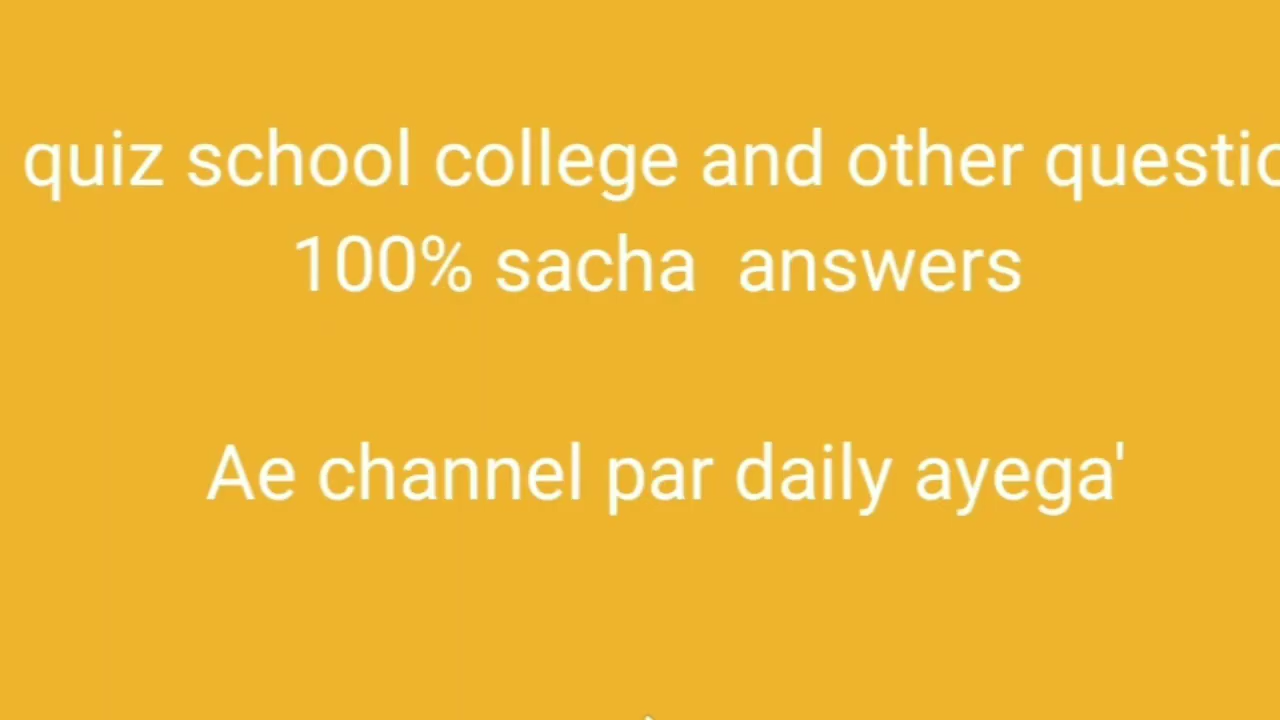 quiz school college and other questio
100% sacha answers
Ae channel par daily ayega'